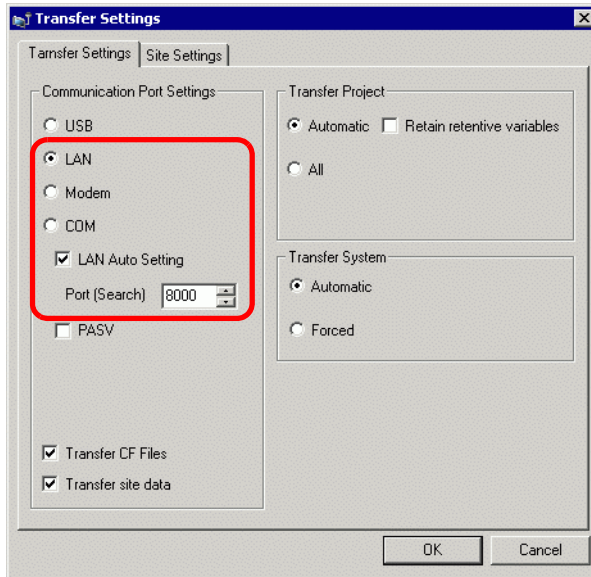 Transfer Settings
Tarnsfer Settings
Site Settings
Communication Port Settings
USB
LAN
Modem
COM
LAN Auto Setting
Port (Search) 8000
PASV
Transfer CF Files
Transfer site data
Transfer Project
Automatic
Retain retentive variables
All
Transfer System
Automatic
Forced
OK
Cancel